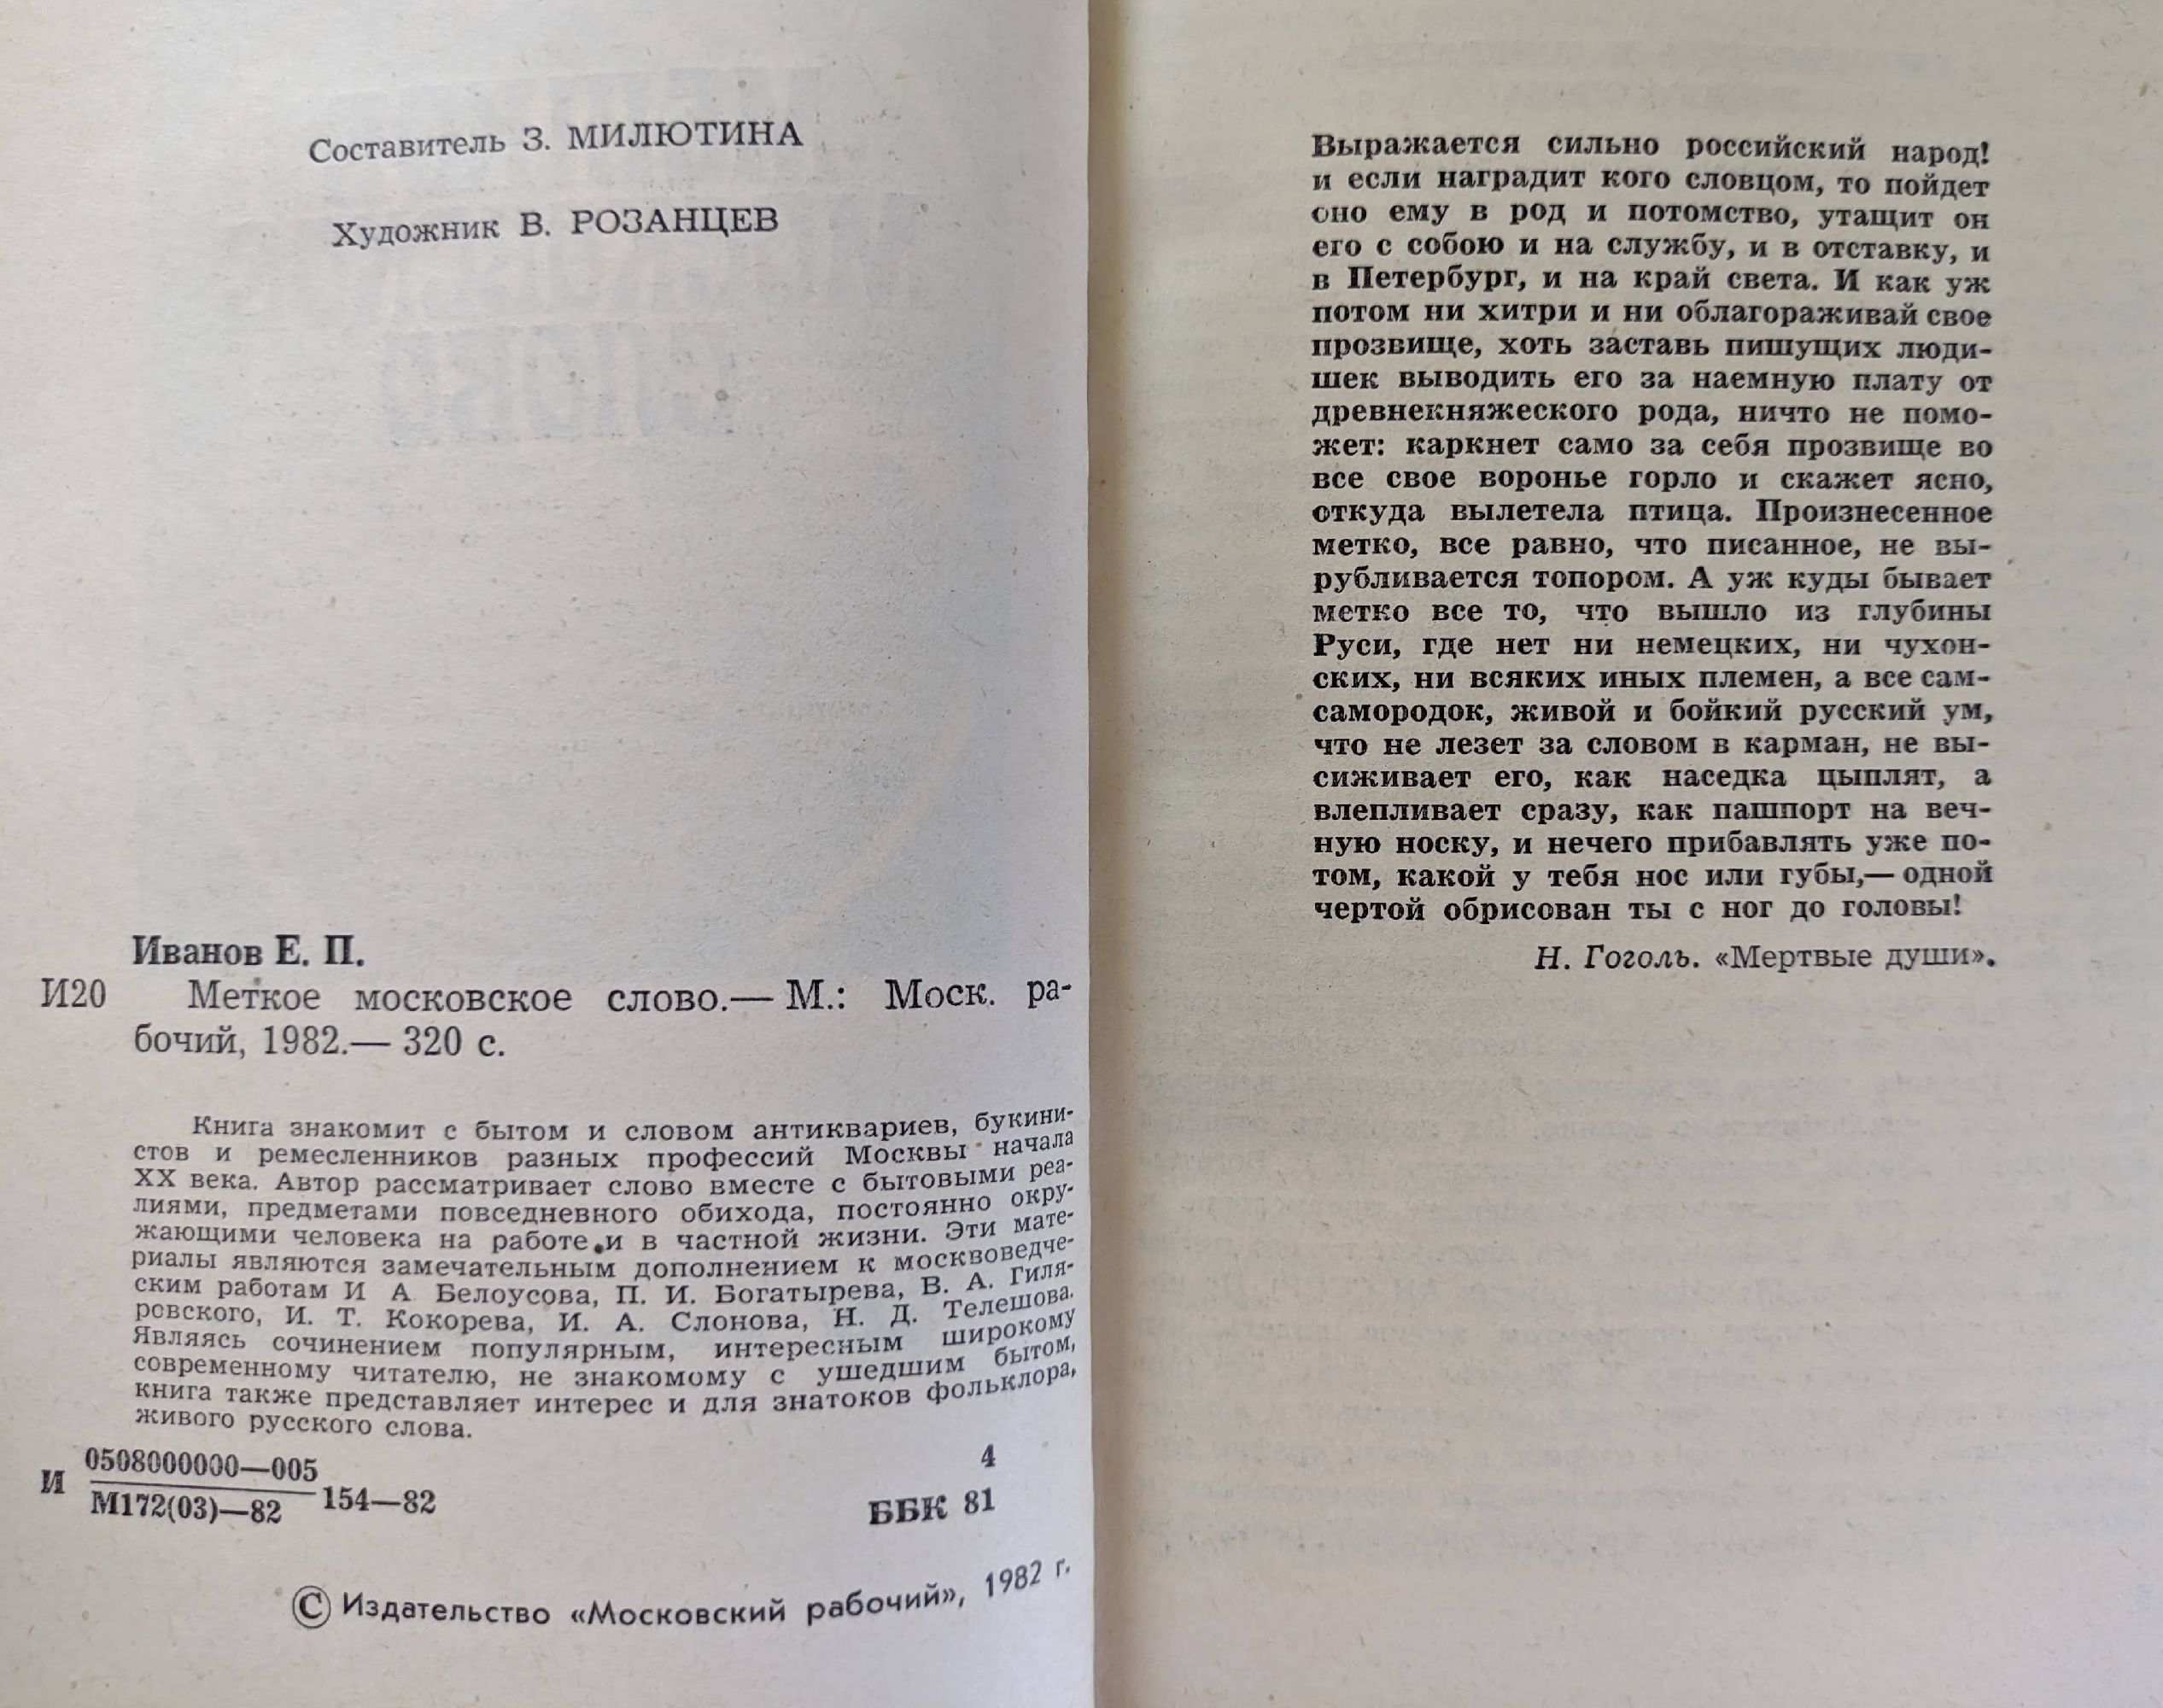 Составитель З. МИЛЮТИНА
Художник В. РОЗАНЦЕВ
Иванов Е. П.
И20 Меткое московское слово.— М.: Моск. ра-
бочий, 1982.— 320 с.
Книга знакомит с бытом и словом антиквариев, букини-
стов и ремесленников разных профессий Москвы начала
XX века. Автор рассматривает слово вместе с бытовыми реа-
лиями, предметами повседневного обихода, постоянно окру-
жающими человека на работе и в частной жизни. Эти мате-
риалы являются замечательным дополнением к москвоведче-
ским работам И А. Белоусова, П. И. Богатырева, В. А. Гиля-
ровского, И. Т. Кокорева, И. А. Слонова, Н. Д. Телешова.
Являясь сочинением популярным, интересным широкому
современному читателю, не знакомому с ушедшим бытом,
книга также представляет интерес и для знатоков фольклора,
живого русского слова.
И 0508000000—005
М172(03)—82 154—82
4
ББК 81
© Издательство «Московский рабочий», 1982 г.
Выражается сильно российский народ!
и если наградит кого словцом, то пойдет
оно ему в род и потомство, утащит он
его с собою и на службу, и в отставку, и
в Петербург, и на край света. И как уж
потом ни хитри и ни облагораживай свое
прозвище, хоть заставь пишущих люди-
шек выводить его за наемную плату от
древнекняжеского рода, ничто не помо-
жет: каркнет само за себя прозвище во
все свое воронье горло и скажет ясно,
откуда вылетела птица. Произнесенное
метко, все равно, что писанное, не вы-
рубливается топором. А уж куды бывает
метко все то, что вышло из глубины
Руси, где нет ни немецких, ни чухон-
ских, ни всяких иных племен, а все сам-
самородок, живой и бойкий русский ум,
что не лезет за словом в карман, не вы-
сиживает его, как наседка цыплят, а
влепливает сразу, как пашпорт на веч-
ную носку, и нечего прибавлять уже по-
том, какой у тебя нос или губы,— одной
чертой обрисован ты с ног до головы!
Н. Гоголь. «Мертвые души».